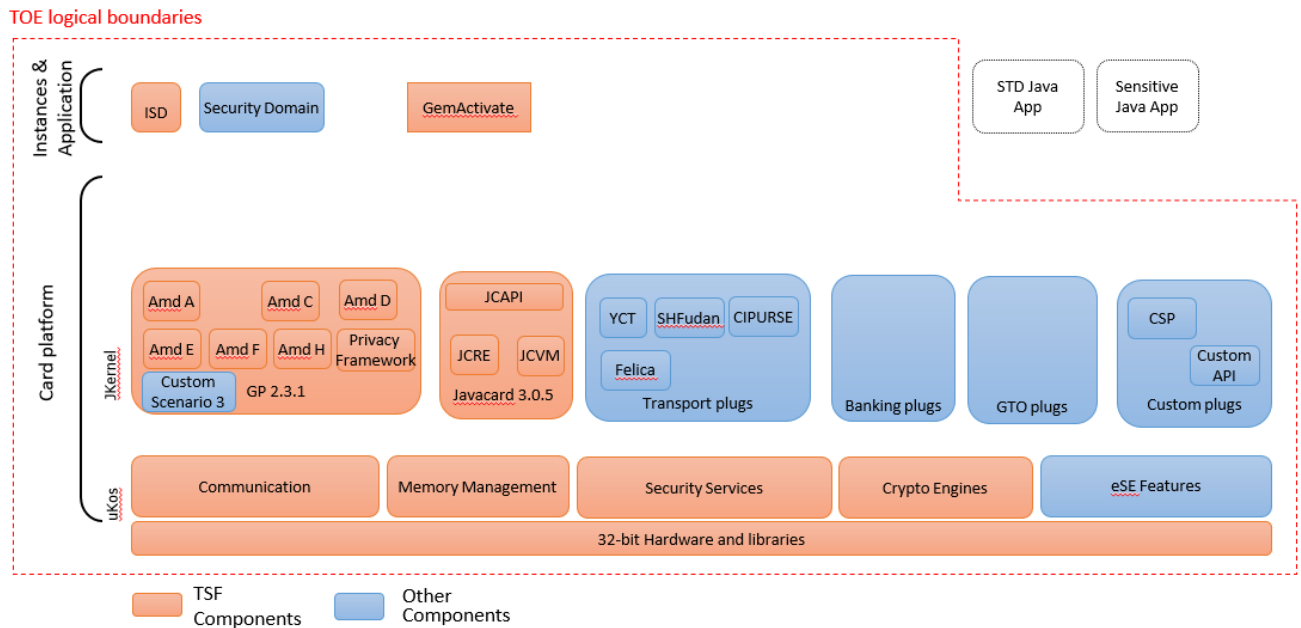 TOE logical boundaries
Instances &
Application
ISD
Security Domain
GemActivate
STD Java
App
Sensitive
Java App
Card platform
JKernel
Amd A
Amd C
Amd D
Amd E
Amd F
Amd H
Privacy
Framework
Custom
Scenario 3
GP 2.3.1
JCAPI
JCRE
JCVM
Javacard 3.0.5
YCT
SHFudan
CIPURSE
Felica
Transport plugs
Banking plugs
GTO plugs
CSP
Custom
API
Custom plugs
uKos
Communication
Memory Management
Security Services
Crypto Engines
eSE Features
32-bit Hardware and libraries
TSF
Components
Other
Components